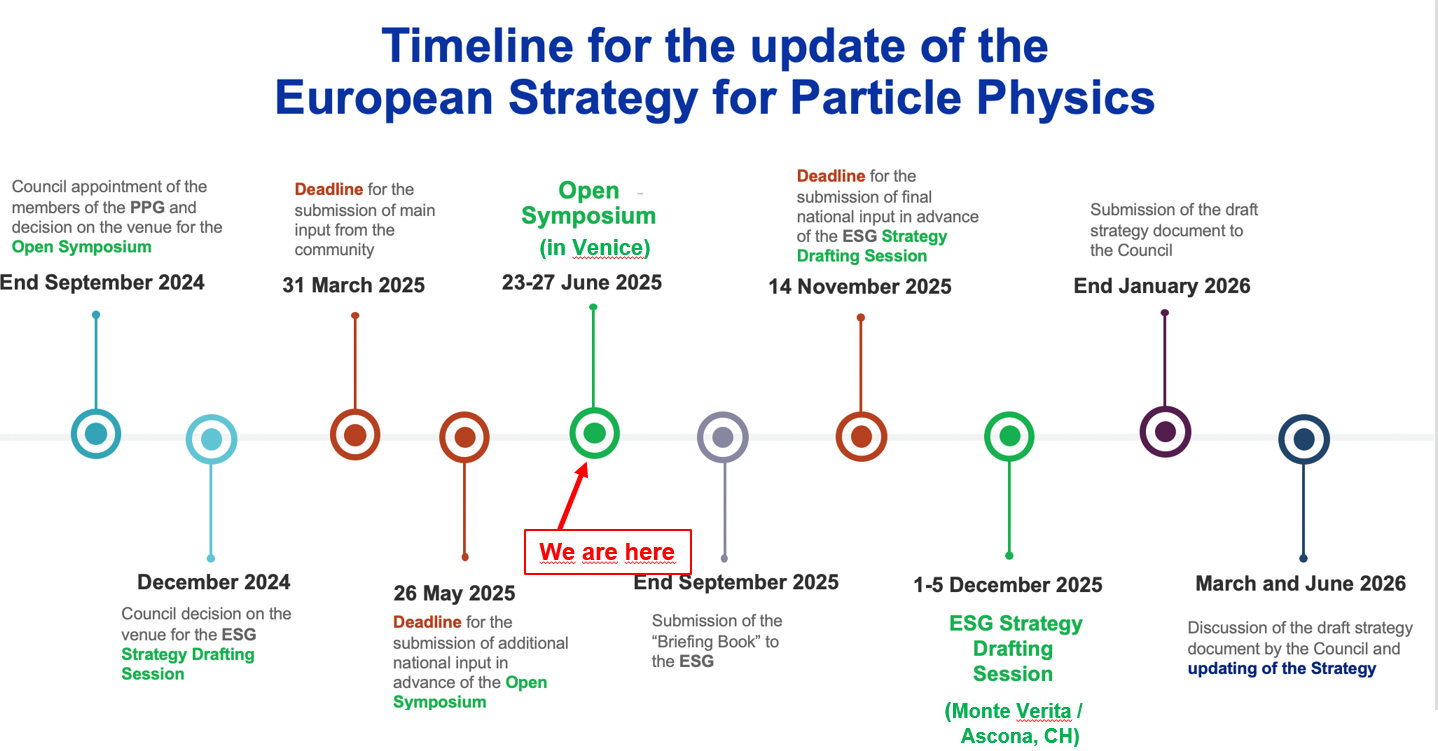 Timeline for the update of the
European Strategy for Particle Physics
Council appointment of the
members of the PPG and
decision on the venue for the
Open Symposium
End September 2024
Deadline for the
submission of main
input from the
community
31 March 2025
Open
Symposium
(in Venice)
23-27 June 2025
Deadline for the
submission of final
national input in advance
of the ESG Strategy
Drafting Session
14 November 2025
Submission of the draft
strategy document to
the Council
End January 2026
We are here
December 2024
Council decision on the
venue for the ESG
Strategy Drafting
Session
26 May 2025
Deadline for the
submission of additional
national input in
advance of the Open
Symposium
End September 2025
Submission of the
“Briefing Book” to
the ESG
1-5 December 2025
ESG Strategy
Drafting
Session
(Monte Verita /
Ascona, CH)
March and June 2026
Discussion of the draft strategy
document by the Council and
updating of the Strategy